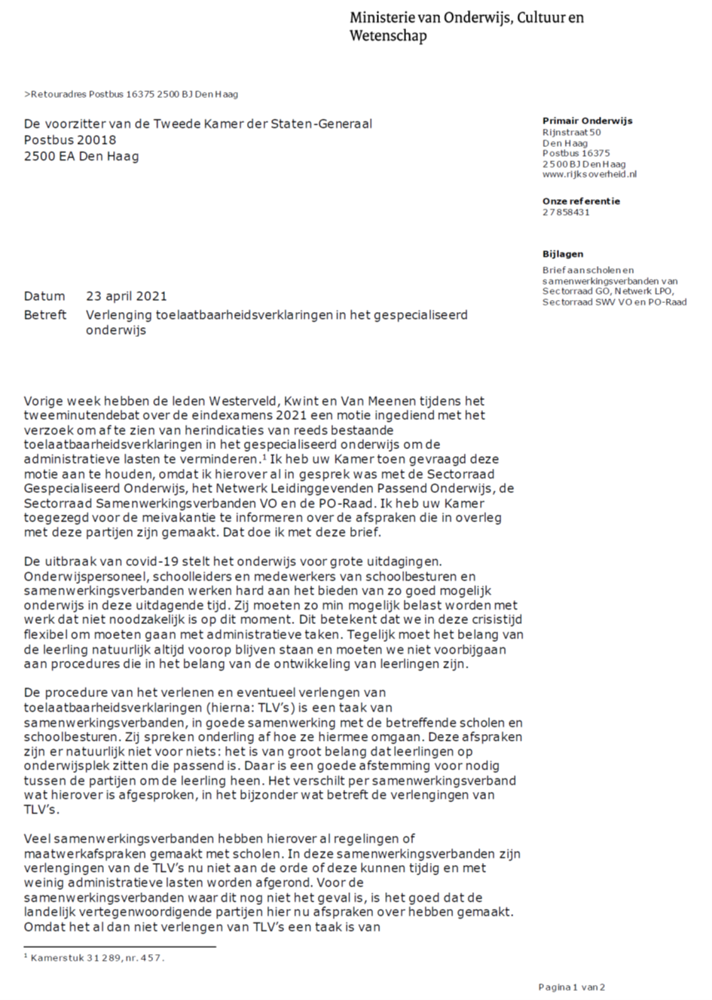 Ministerie van Onderwijs, Cultuur en
Wetenschap
>Retouradres Postbus 16375 2500 BJ Den Haag
De voorzitter van de Tweede Kamer der Staten-Generaal
Postbus 20018
2500 EA Den Haag
Primair Onderwijs
Rijnstraat 50
Den Haag
Postbus 16375
2500 BJ Den Haag
www.rijksoverheid.nl
Onze referentie
27858431
Bijlagen
Brief aan scholen en
samenwerkingsverbanden van
Sectorraad GO, Netwerk LPO,
Sectorraad SWV VO en PO-Raad
Datum 23 april 2021
Betreft Verlenging toelaatbaarheidsverklaringen in het gespecialiseerd
onderwijs
Vorige week hebben de leden Westerveld, Kwint en Van Meenen tijdens het
tweeminutendebat over de eindexamens 2021 een motie ingediend met het
verzoek om af te zien van herindicaties van reeds bestaande
toelaatbaarheidsverklaringen in het gespecialiseerd onderwijs om de
administratieve lasten te verminderen.¹ Ik heb uw Kamer toen gevraagd deze
motie aan te houden, omdat ik hierover al in gesprek was met de Sectorraad
Gespecialiseerd Onderwijs, het Netwerk Leidinggevenden Passend Onderwijs, de
Sectorraad Samenwerkingsverbanden VO en de PO-Raad. Ik heb uw Kamer
toegezegd voor de meivakantie te informeren over de afspraken die in overleg
met deze partijen zijn gemaakt. Dat doe ik met deze brief.
De uitbraak van covid-19 stelt het onderwijs voor grote uitdagingen.
Onderwijspersoneel, schoolleiders en medewerkers van schoolbesturen en
samenwerkingsverbanden werken hard aan het bieden van zo goed mogelijk
onderwijs in deze uitdagende tijd. Zij moeten zo min mogelijk belast worden met
werk dat niet noodzakelijk is op dit moment. Dit betekent dat we in deze crisistijd
flexibel om moeten gaan met administratieve taken. Tegelijk moet het belang van
de leerling natuurlijk altijd voorop blijven staan en moeten we niet voorbijgaan
aan procedures die in het belang van de ontwikkeling van leerlingen zijn.
De procedure van het verlenen en eventueel verlengen van
toelaatbaarheidsverklaringen (hierna: TLV's) is een taak van
samenwerkingsverbanden, in goede samenwerking met de betreffende scholen en
schoolbesturen. Zij spreken onderling af hoe ze hiermee omgaan. Deze afspraken
zijn er natuurlijk niet voor niets: het is van groot belang dat leerlingen op
onderwijsplek zitten die passend is. Daar is een goede afstemming voor nodig
tussen de partijen om de leerling heen. Het verschilt per samenwerkingsverband
wat hierover is afgesproken, in het bijzonder wat betreft de verlengingen van
TLV's.
Veel samenwerkingsverbanden hebben hierover al regelingen of
maatwerkafspraken gemaakt met scholen. In deze samenwerkingsverbanden zijn
verlengingen van de TLV's nu niet aan de orde of deze kunnen tijdig en met
weinig administratieve lasten worden afgerond. Voor de
samenwerkingsverbanden waar dit nog niet het geval is, is het goed dat de
landelijk vertegenwoordigende partijen hier nu afspraken over hebben gemaakt.
Omdat het al dan niet verlengen van TLV's een taak is van
¹ Kamerstuk 31 289, nr. 457.
Pagina 1 van 2